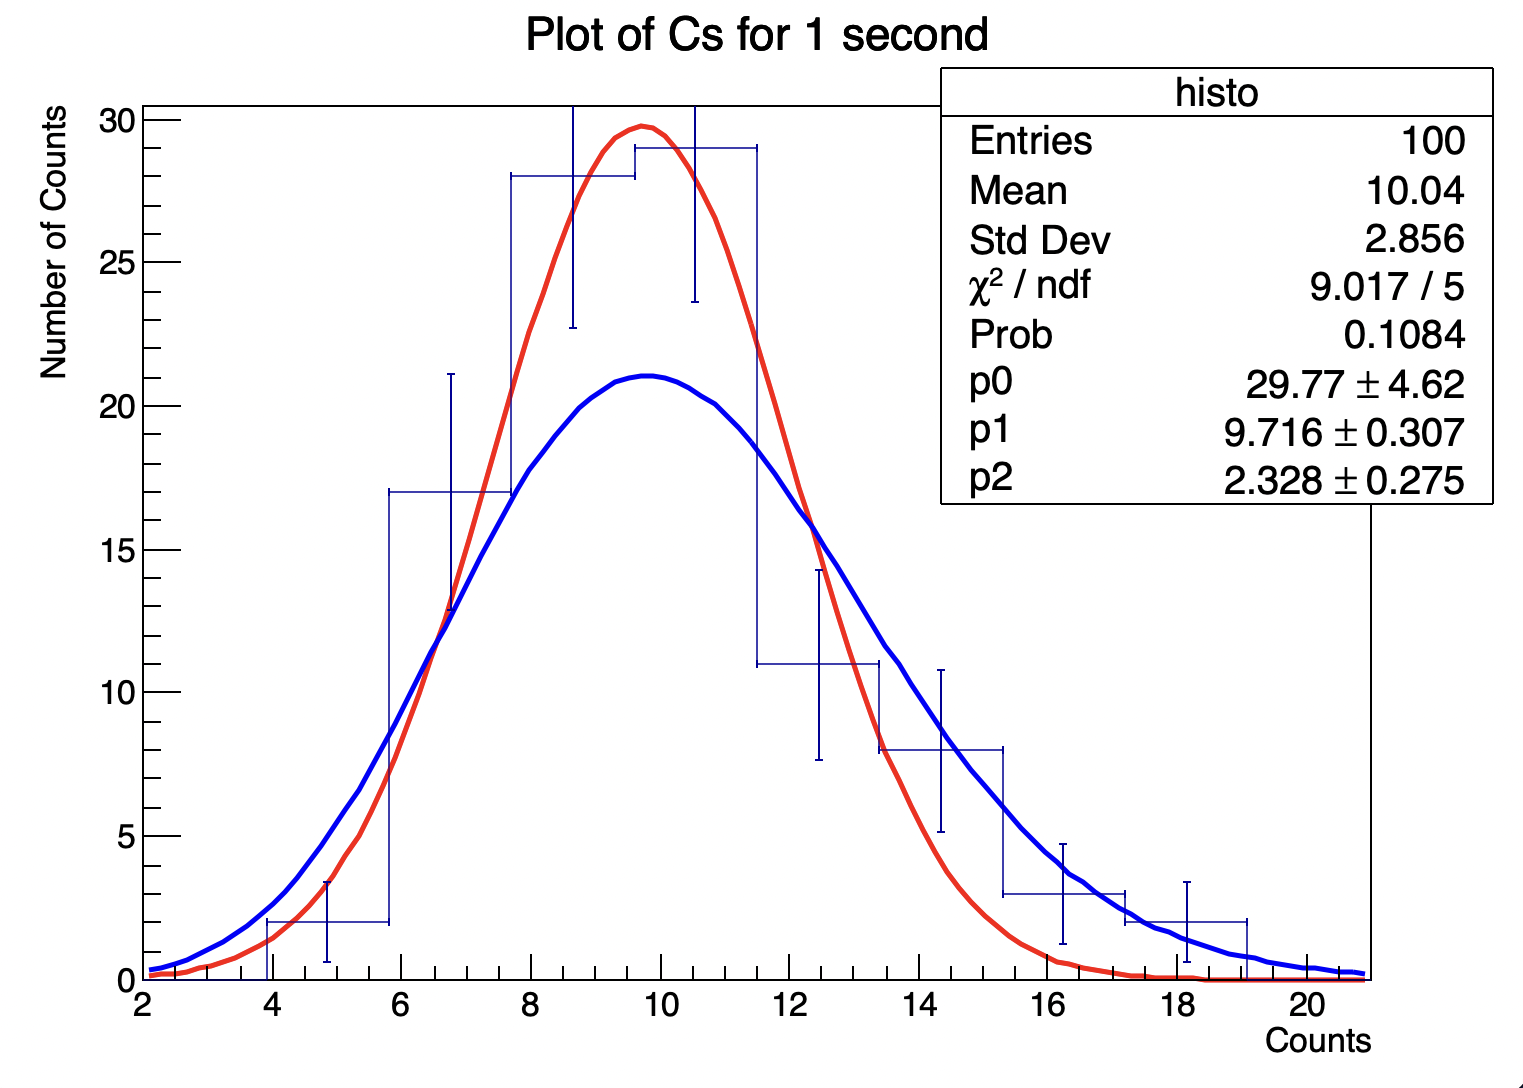 Plot of Cs for 1 second
histo
Entries 100
Mean 10.04
Std Dev 2.856
χ² / ndf 9.017 / 5
Prob 0.1084
p0 29.77 ± 4.62
p1 9.716 ± 0.307
p2 2.328 ± 0.275
Number of Counts
30
25
20
15
10
5
0
2 4 6 8 10 12 14 16 18 20
Counts